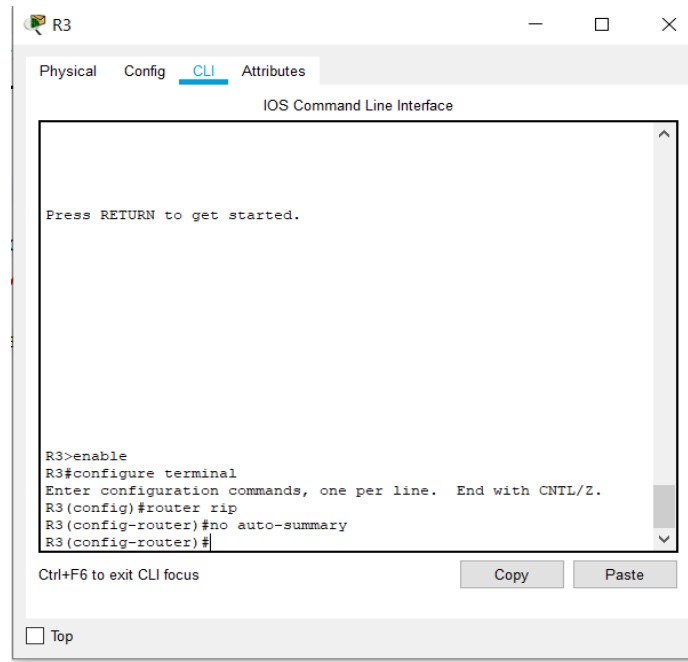 R3
Physical Config CLI Attributes
IOS Command Line Interface
Press RETURN to get started.
R3>enable
R3#configure terminal
Enter configuration commands, one per line.  End with CNTL/Z.
R3(config)#router rip
R3(config-router)#no auto-summary
R3(config-router)#
Ctrl+F6 to exit CLI focus
Copy
Paste
Top